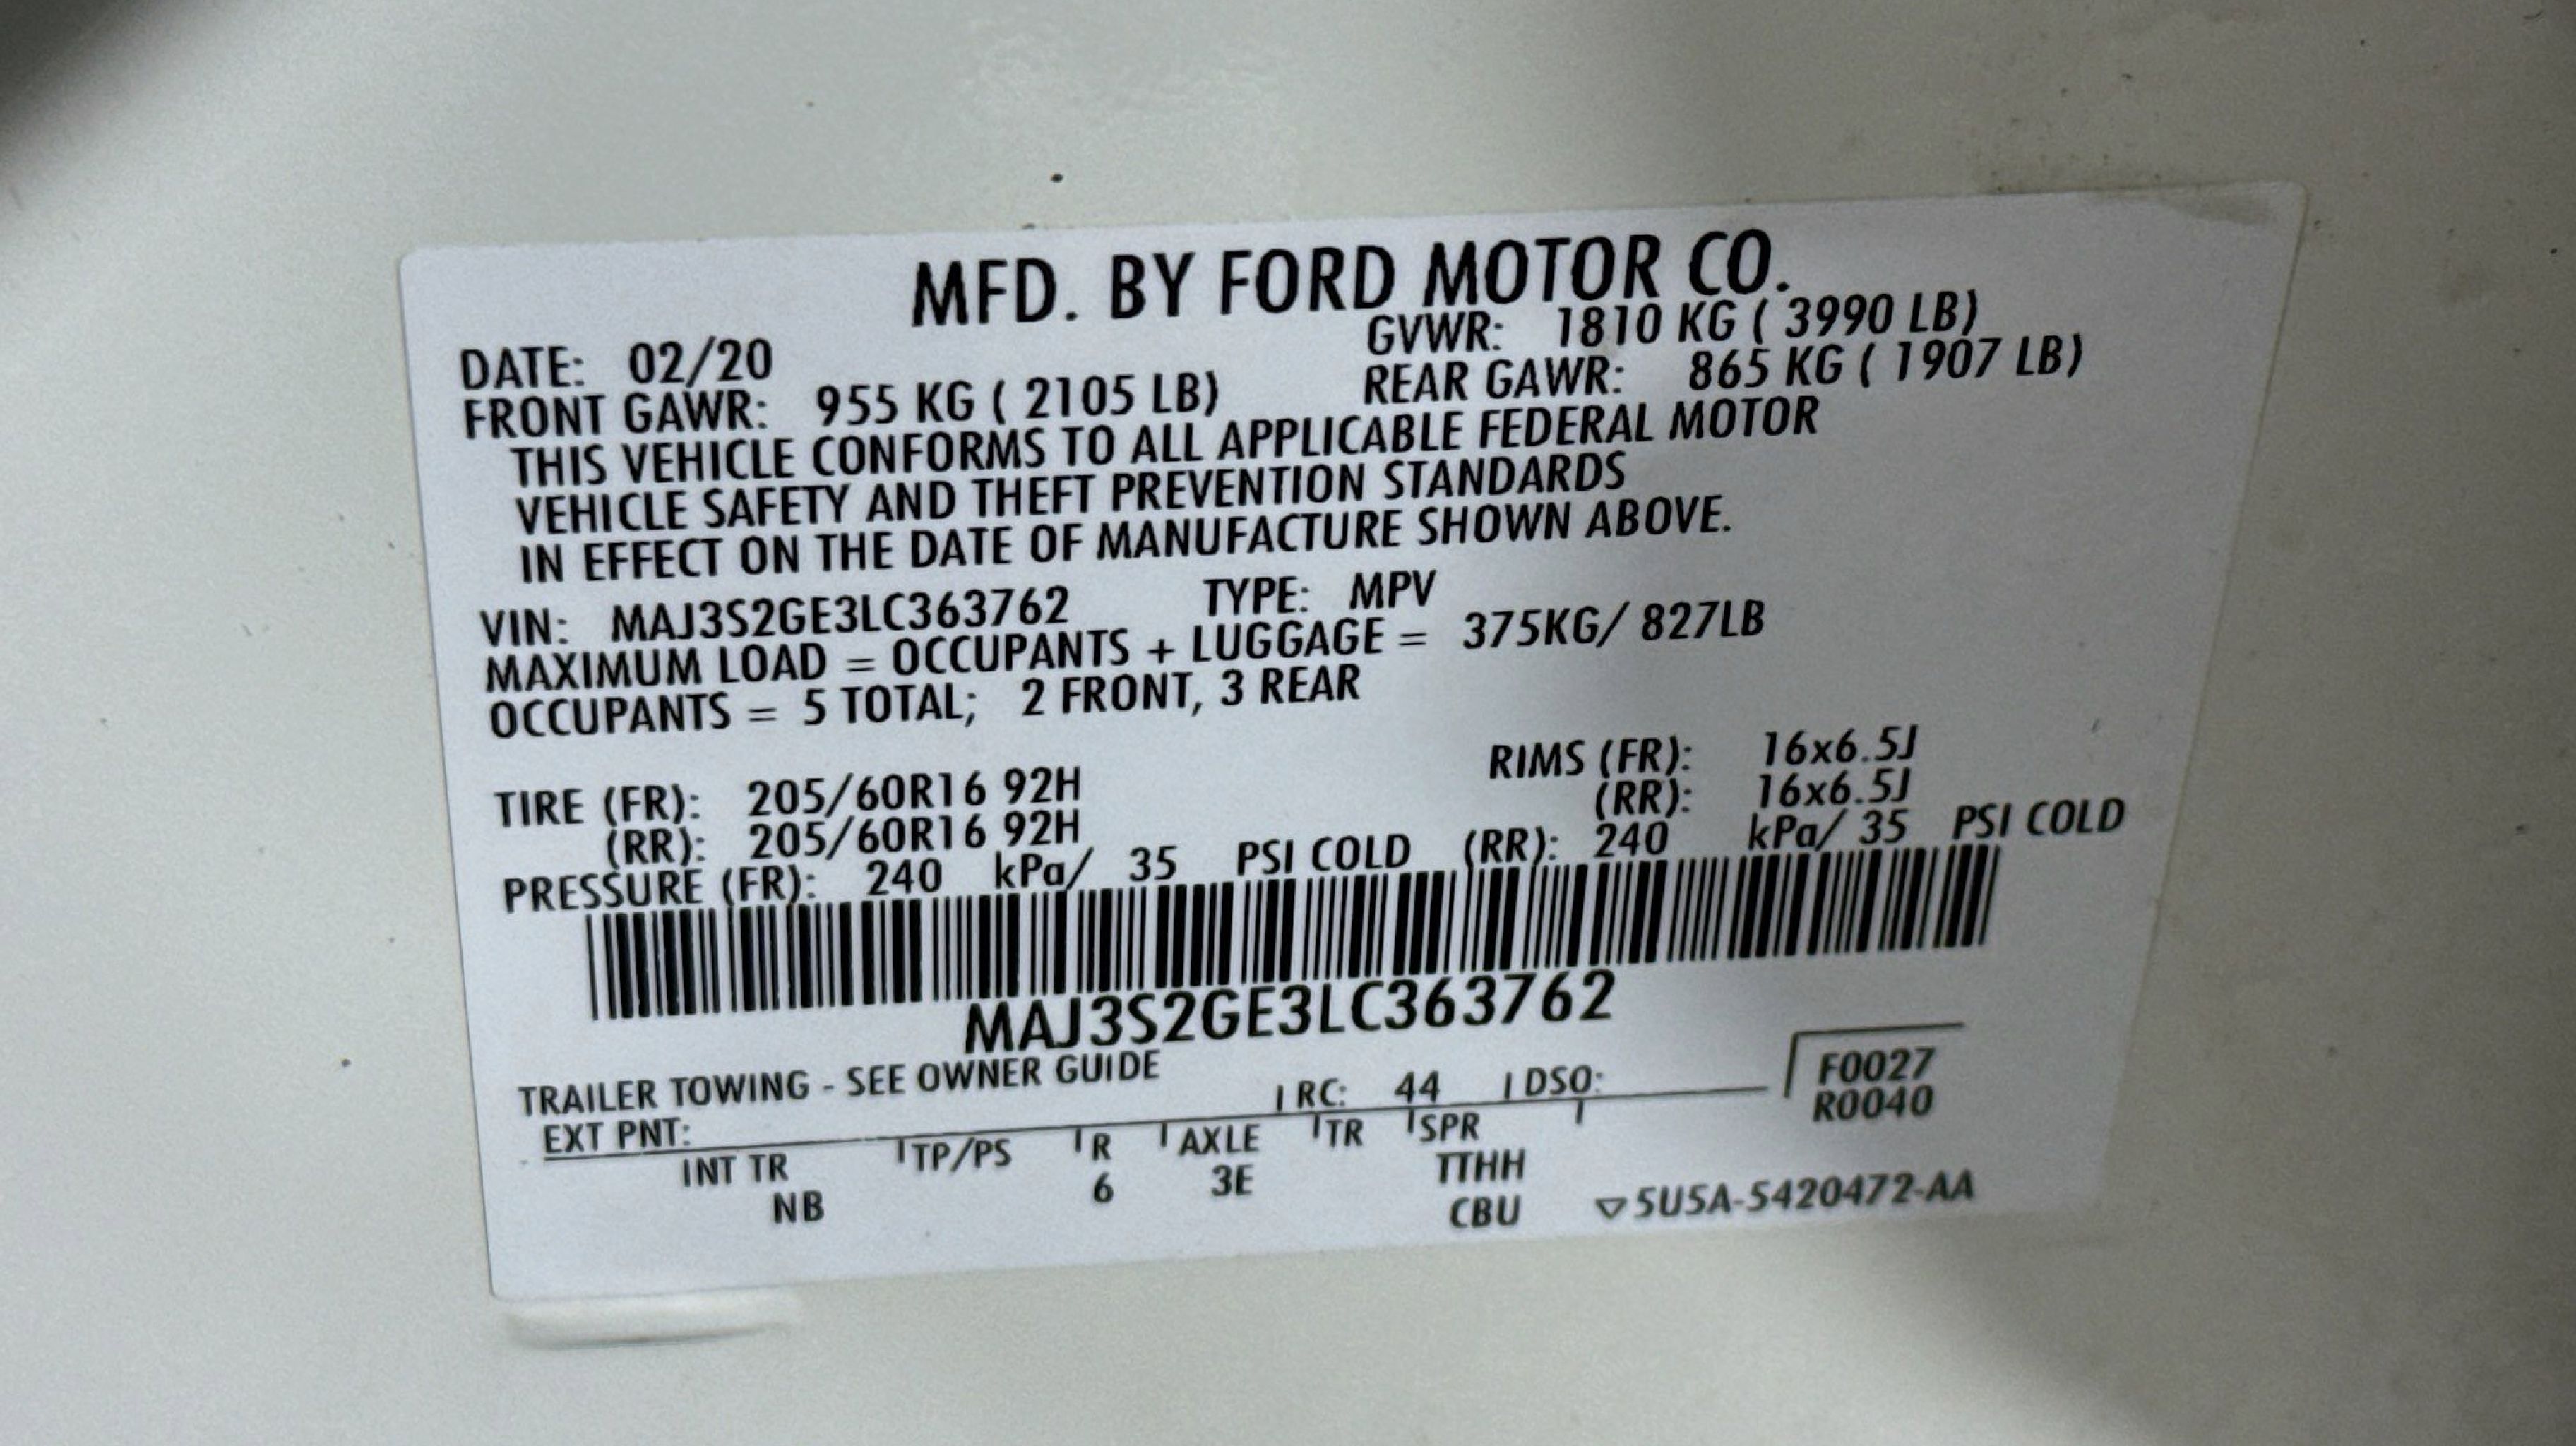 MFD. BY FORD MOTOR CO.
DATE: 02/20 GVWR: 1810 KG ( 3990 LB)
FRONT GAWR: 955 KG ( 2105 LB) REAR GAWR: 865 KG ( 1907 LB)
THIS VEHICLE CONFORMS TO ALL APPLICABLE FEDERAL MOTOR
VEHICLE SAFETY AND THEFT PREVENTION STANDARDS
IN EFFECT ON THE DATE OF MANUFACTURE SHOWN ABOVE.
VIN: MAJ3S2GE3LC363762 TYPE: MPV
MAXIMUM LOAD = OCCUPANTS + LUGGAGE = 375KG/ 827LB
OCCUPANTS = 5 TOTAL; 2 FRONT, 3 REAR
TIRE (FR): 205/60R16 92H RIMS (FR): 16x6.5J
(RR): 205/60R16 92H (RR): 16x6.5J
PRESSURE (FR): 240 kPa/ 35 PSI COLD (RR): 240 kPa/ 35 PSI COLD
MAJ3S2GE3LC363762
TRAILER TOWING - SEE OWNER GUIDE
EXT PNT: RC: 44 DSO: F0027
R0040
INT TR TP/PS R AXLE TR SPR
NB 6 3E TTHH
CBU ▽5U5A-5420472-AA